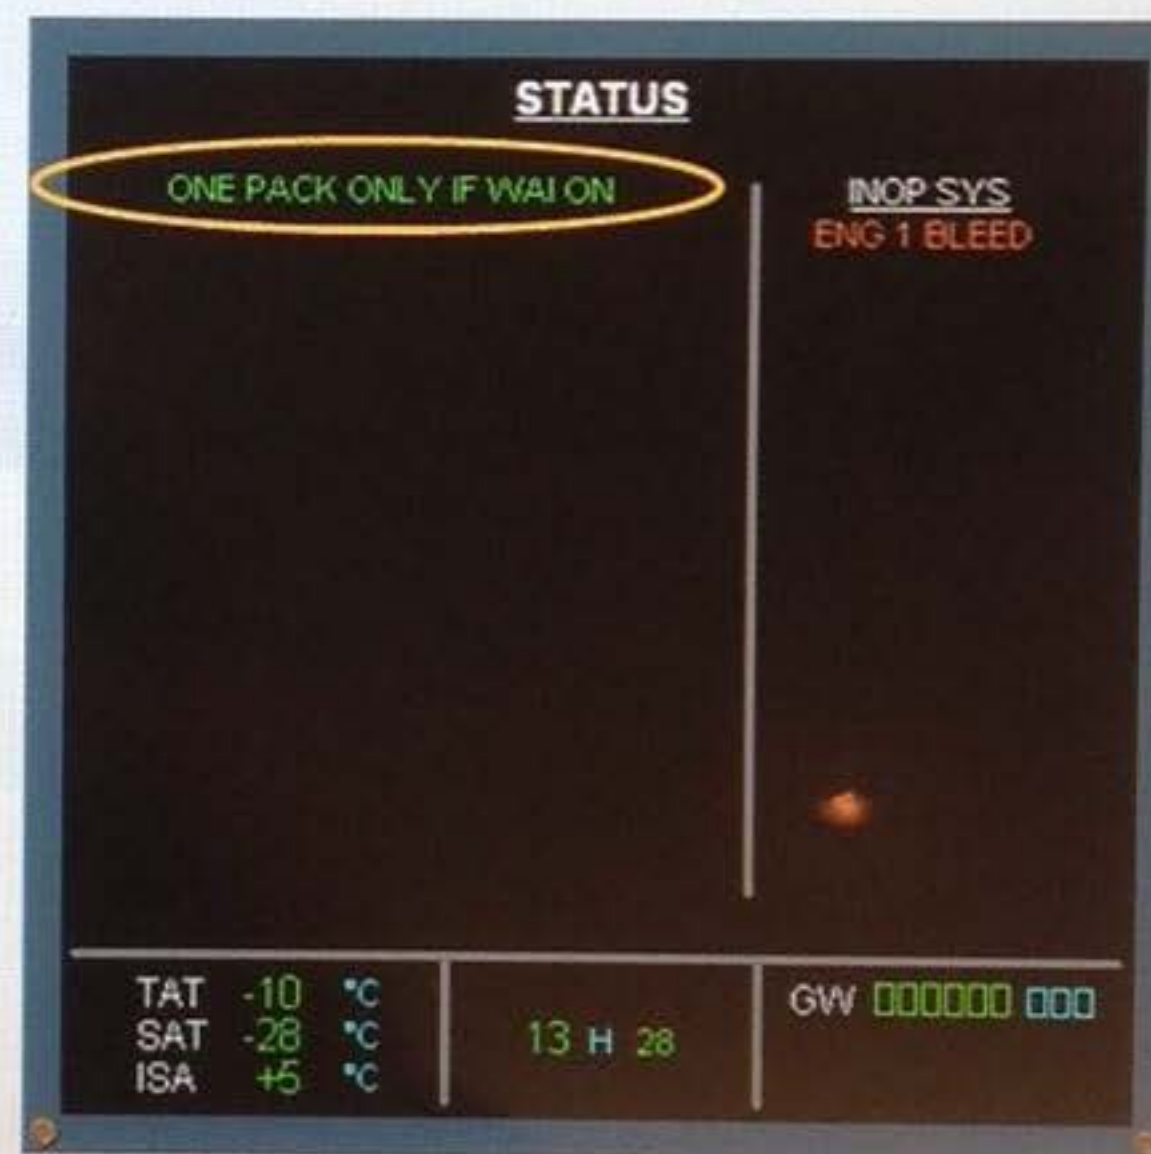 STATUS
ONE PACK ONLY IF WAI ON
INOP SYS
ENG 1 BLEED
TAT -10 °C
SAT -28 °C
ISA +5 °C
13 H 28
GW